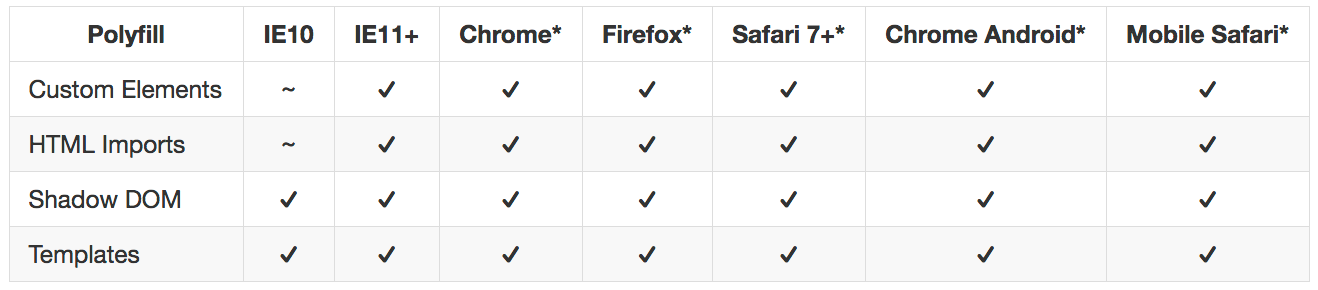 Polyfill IE10 IE11+ Chrome* Firefox* Safari 7+* Chrome Android* Mobile Safari*
Custom Elements ~ ✓ ✓ ✓ ✓ ✓ ✓
HTML Imports ~ ✓ ✓ ✓ ✓ ✓ ✓
Shadow DOM ✓ ✓ ✓ ✓ ✓ ✓ ✓
Templates ✓ ✓ ✓ ✓ ✓ ✓ ✓